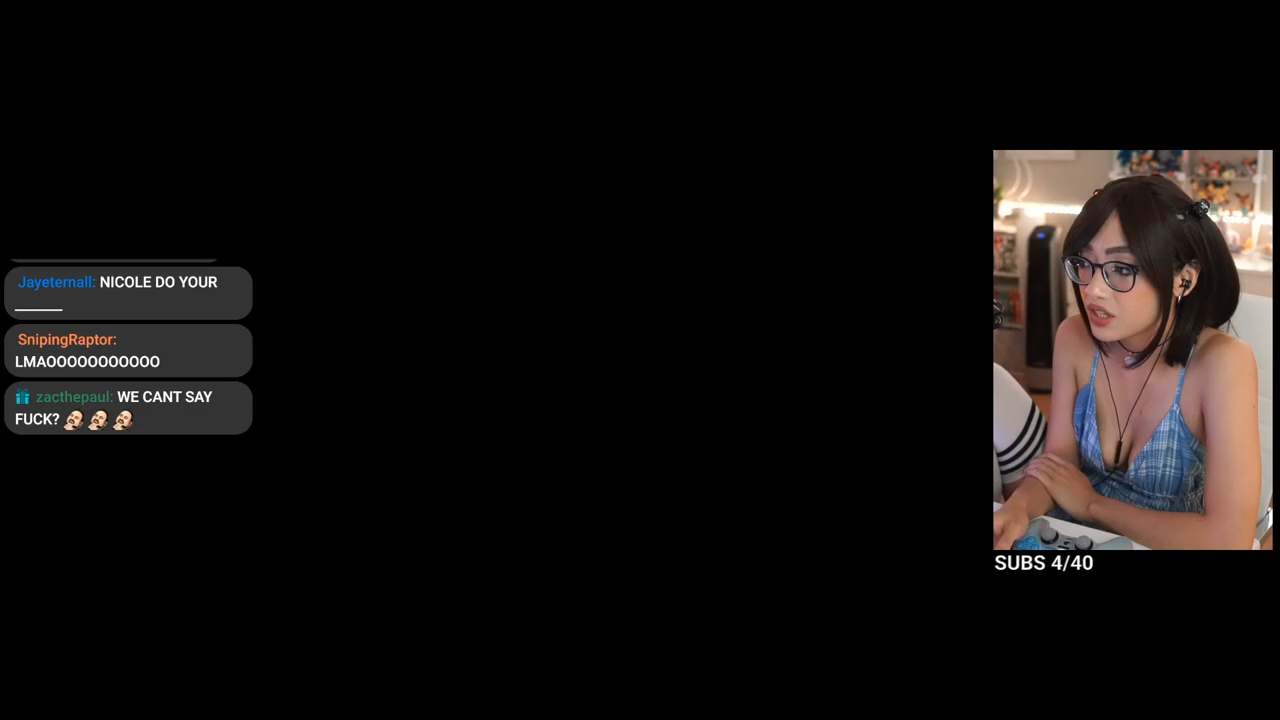 Jayeternall: NICOLE DO YOUR
______
SnipingRaptor:
LMAOOOOOOOOOOO
zacthepaul: WE CANT SAY
FUCK?
SUBS 4/40